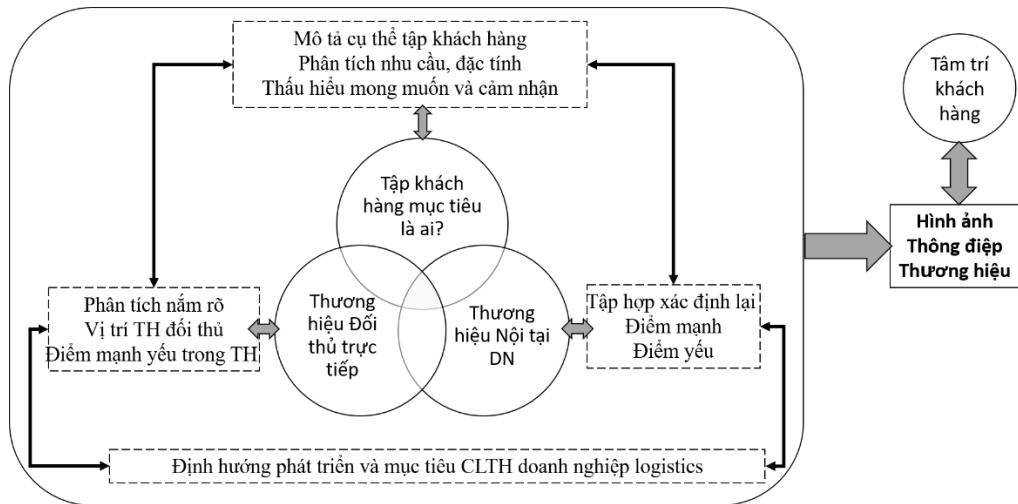 Mô tả cụ thể tập khách hàng
Phân tích nhu cầu, đặc tính
Thấu hiểu mong muốn và cảm nhận
Tâm trí
khách
hàng
Tập khách
hàng mục tiêu
là ai?
Hình ảnh
Thông điệp
Thương hiệu
Phân tích nắm rõ
Vị trí TH đối thủ
Điểm mạnh yếu trong TH
Thương
hiệu Đối
thủ trực
tiếp
Thương
hiệu Nội tại
DN
Tập hợp xác định lại
Điểm mạnh
Điểm yếu
Định hướng phát triển và mục tiêu CLTH doanh nghiệp logistics